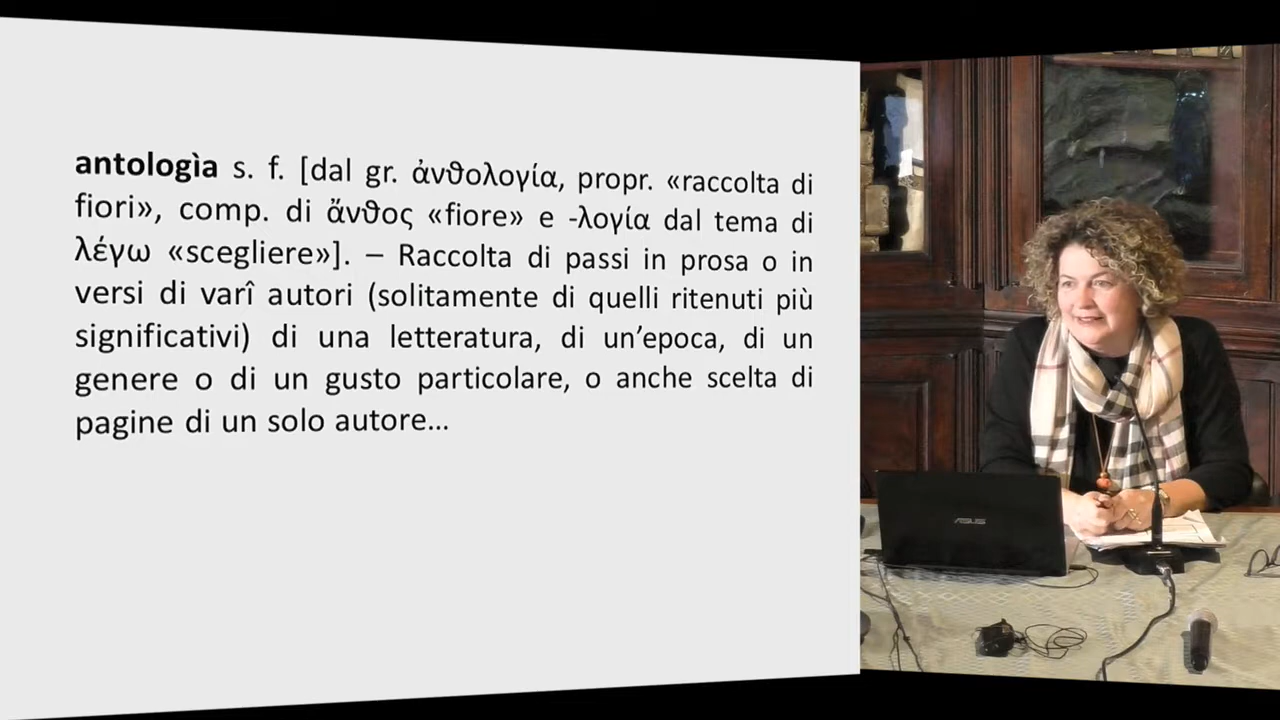 antologìa s. f. [dal gr. ἀνθολογία, propr. «raccolta di
fiori», comp. di ἄνθος «fiore» e -λογία dal tema di
λέγω «scegliere»]. – Raccolta di passi in prosa o in
versi di varî autori (solitamente di quelli ritenuti più
significativi) di una letteratura, di un’epoca, di un
genere o di un gusto particolare, o anche scelta di
pagine di un solo autore…
ASUS